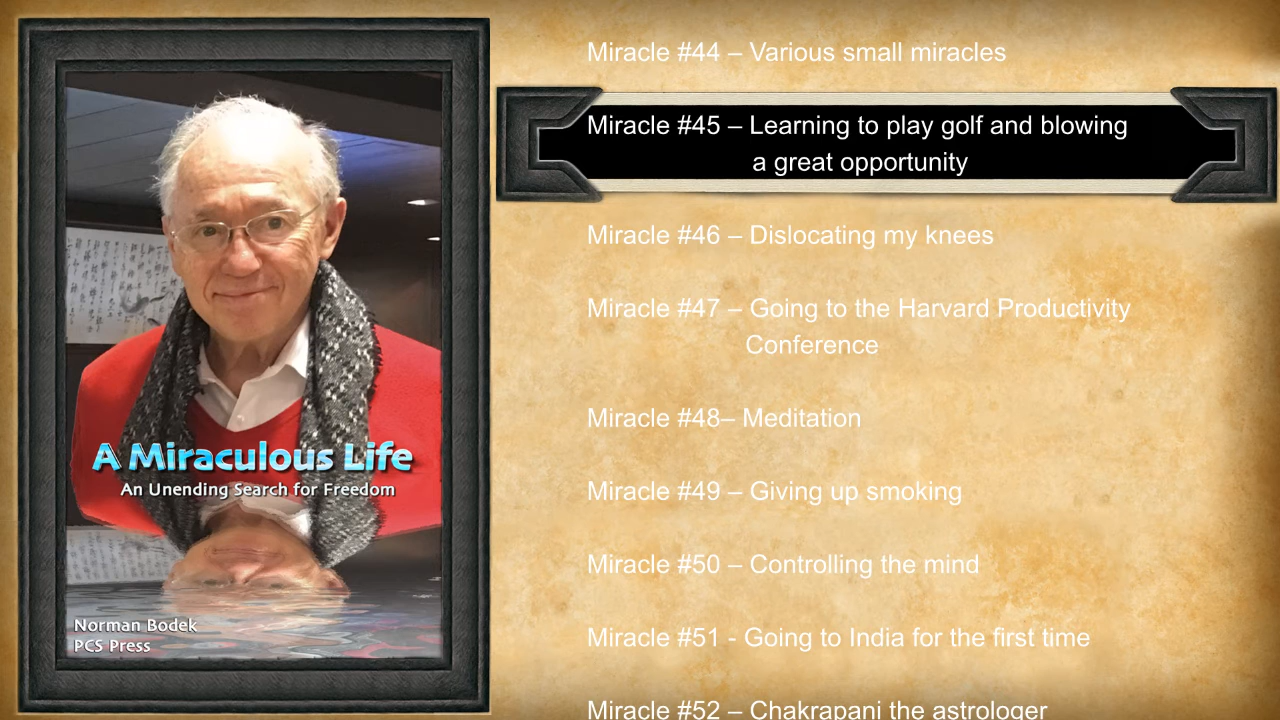 A Miraculous Life
An Unending Search for Freedom
Norman Bodek
PCS Press
Miracle #44 – Various small miracles
Miracle #45 – Learning to play golf and blowing
a great opportunity
Miracle #46 – Dislocating my knees
Miracle #47 – Going to the Harvard Productivity
Conference
Miracle #48– Meditation
Miracle #49 – Giving up smoking
Miracle #50 – Controlling the mind
Miracle #51 - Going to India for the first time
Miracle #52 – Chakrapani the astrologer